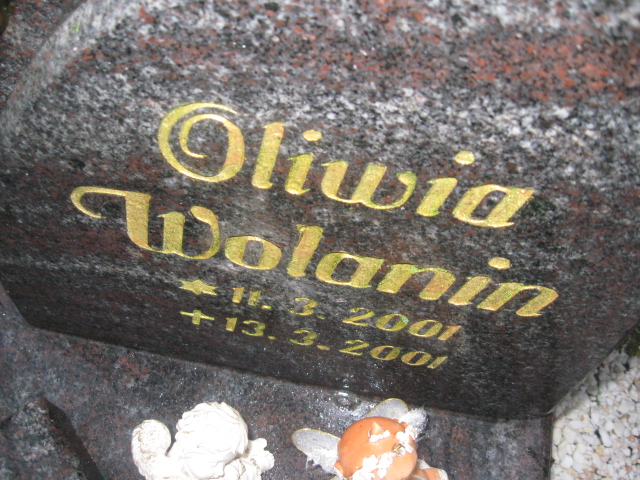 Oliwia
Wolanin
* 11. 3. 2001
+ 13. 3. 2001